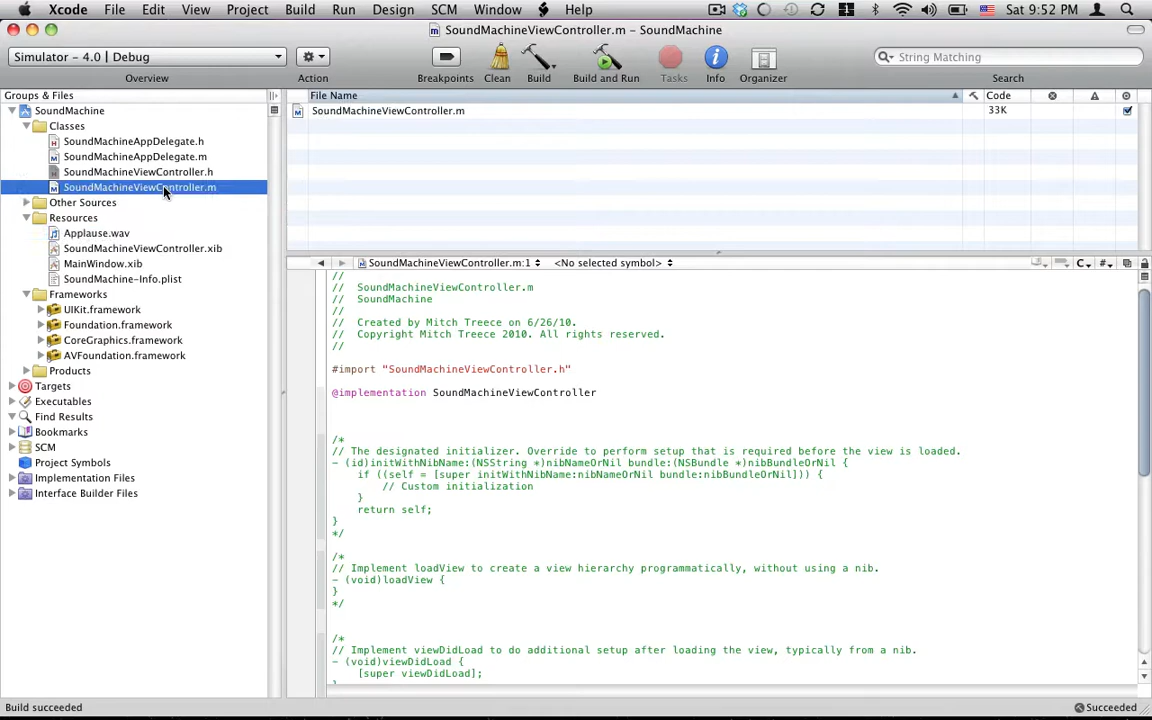 Xcode File Edit View Project Build Run Design SCM Window Help Sat 9:52 PM
SoundMachineViewController.m – SoundMachine
Simulator - 4.0 | Debug
String Matching
Overview Action Breakpoints Clean Build Build and Run Tasks Info Organizer Search
Groups & Files
SoundMachine
Classes
SoundMachineAppDelegate.h
SoundMachineAppDelegate.m
SoundMachineViewController.h
SoundMachineViewController.m
Other Sources
Resources
Applause.wav
SoundMachineViewController.xib
MainWindow.xib
SoundMachine-Info.plist
Frameworks
UIKit.framework
Foundation.framework
CoreGraphics.framework
AVFoundation.framework
Products
Targets
Executables
Find Results
Bookmarks
SCM
Project Symbols
Implementation Files
Interface Builder Files
File Name Code
SoundMachineViewController.m 33K
SoundMachineViewController.m:1 <No selected symbol> C #
//
// SoundMachineViewController.m
// SoundMachine
//
// Created by Mitch Treece on 6/26/10.
// Copyright Mitch Treece 2010. All rights reserved.
//
#import "SoundMachineViewController.h"
@implementation SoundMachineViewController
/*
// The designated initializer. Override to perform setup that is required before the view is loaded.
- (id)initWithNibName:(NSString *)nibNameOrNil bundle:(NSBundle *)nibBundleOrNil {
if ((self = [super initWithNibName:nibNameOrNil bundle:nibBundleOrNil])) {
// Custom initialization
}
return self;
}
*/
/*
// Implement loadView to create a view hierarchy programmatically, without using a nib.
- (void)loadView {
}
*/
/*
// Implement viewDidLoad to do additional setup after loading the view, typically from a nib.
- (void)viewDidLoad {
[super viewDidLoad];
Build succeeded
Succeeded